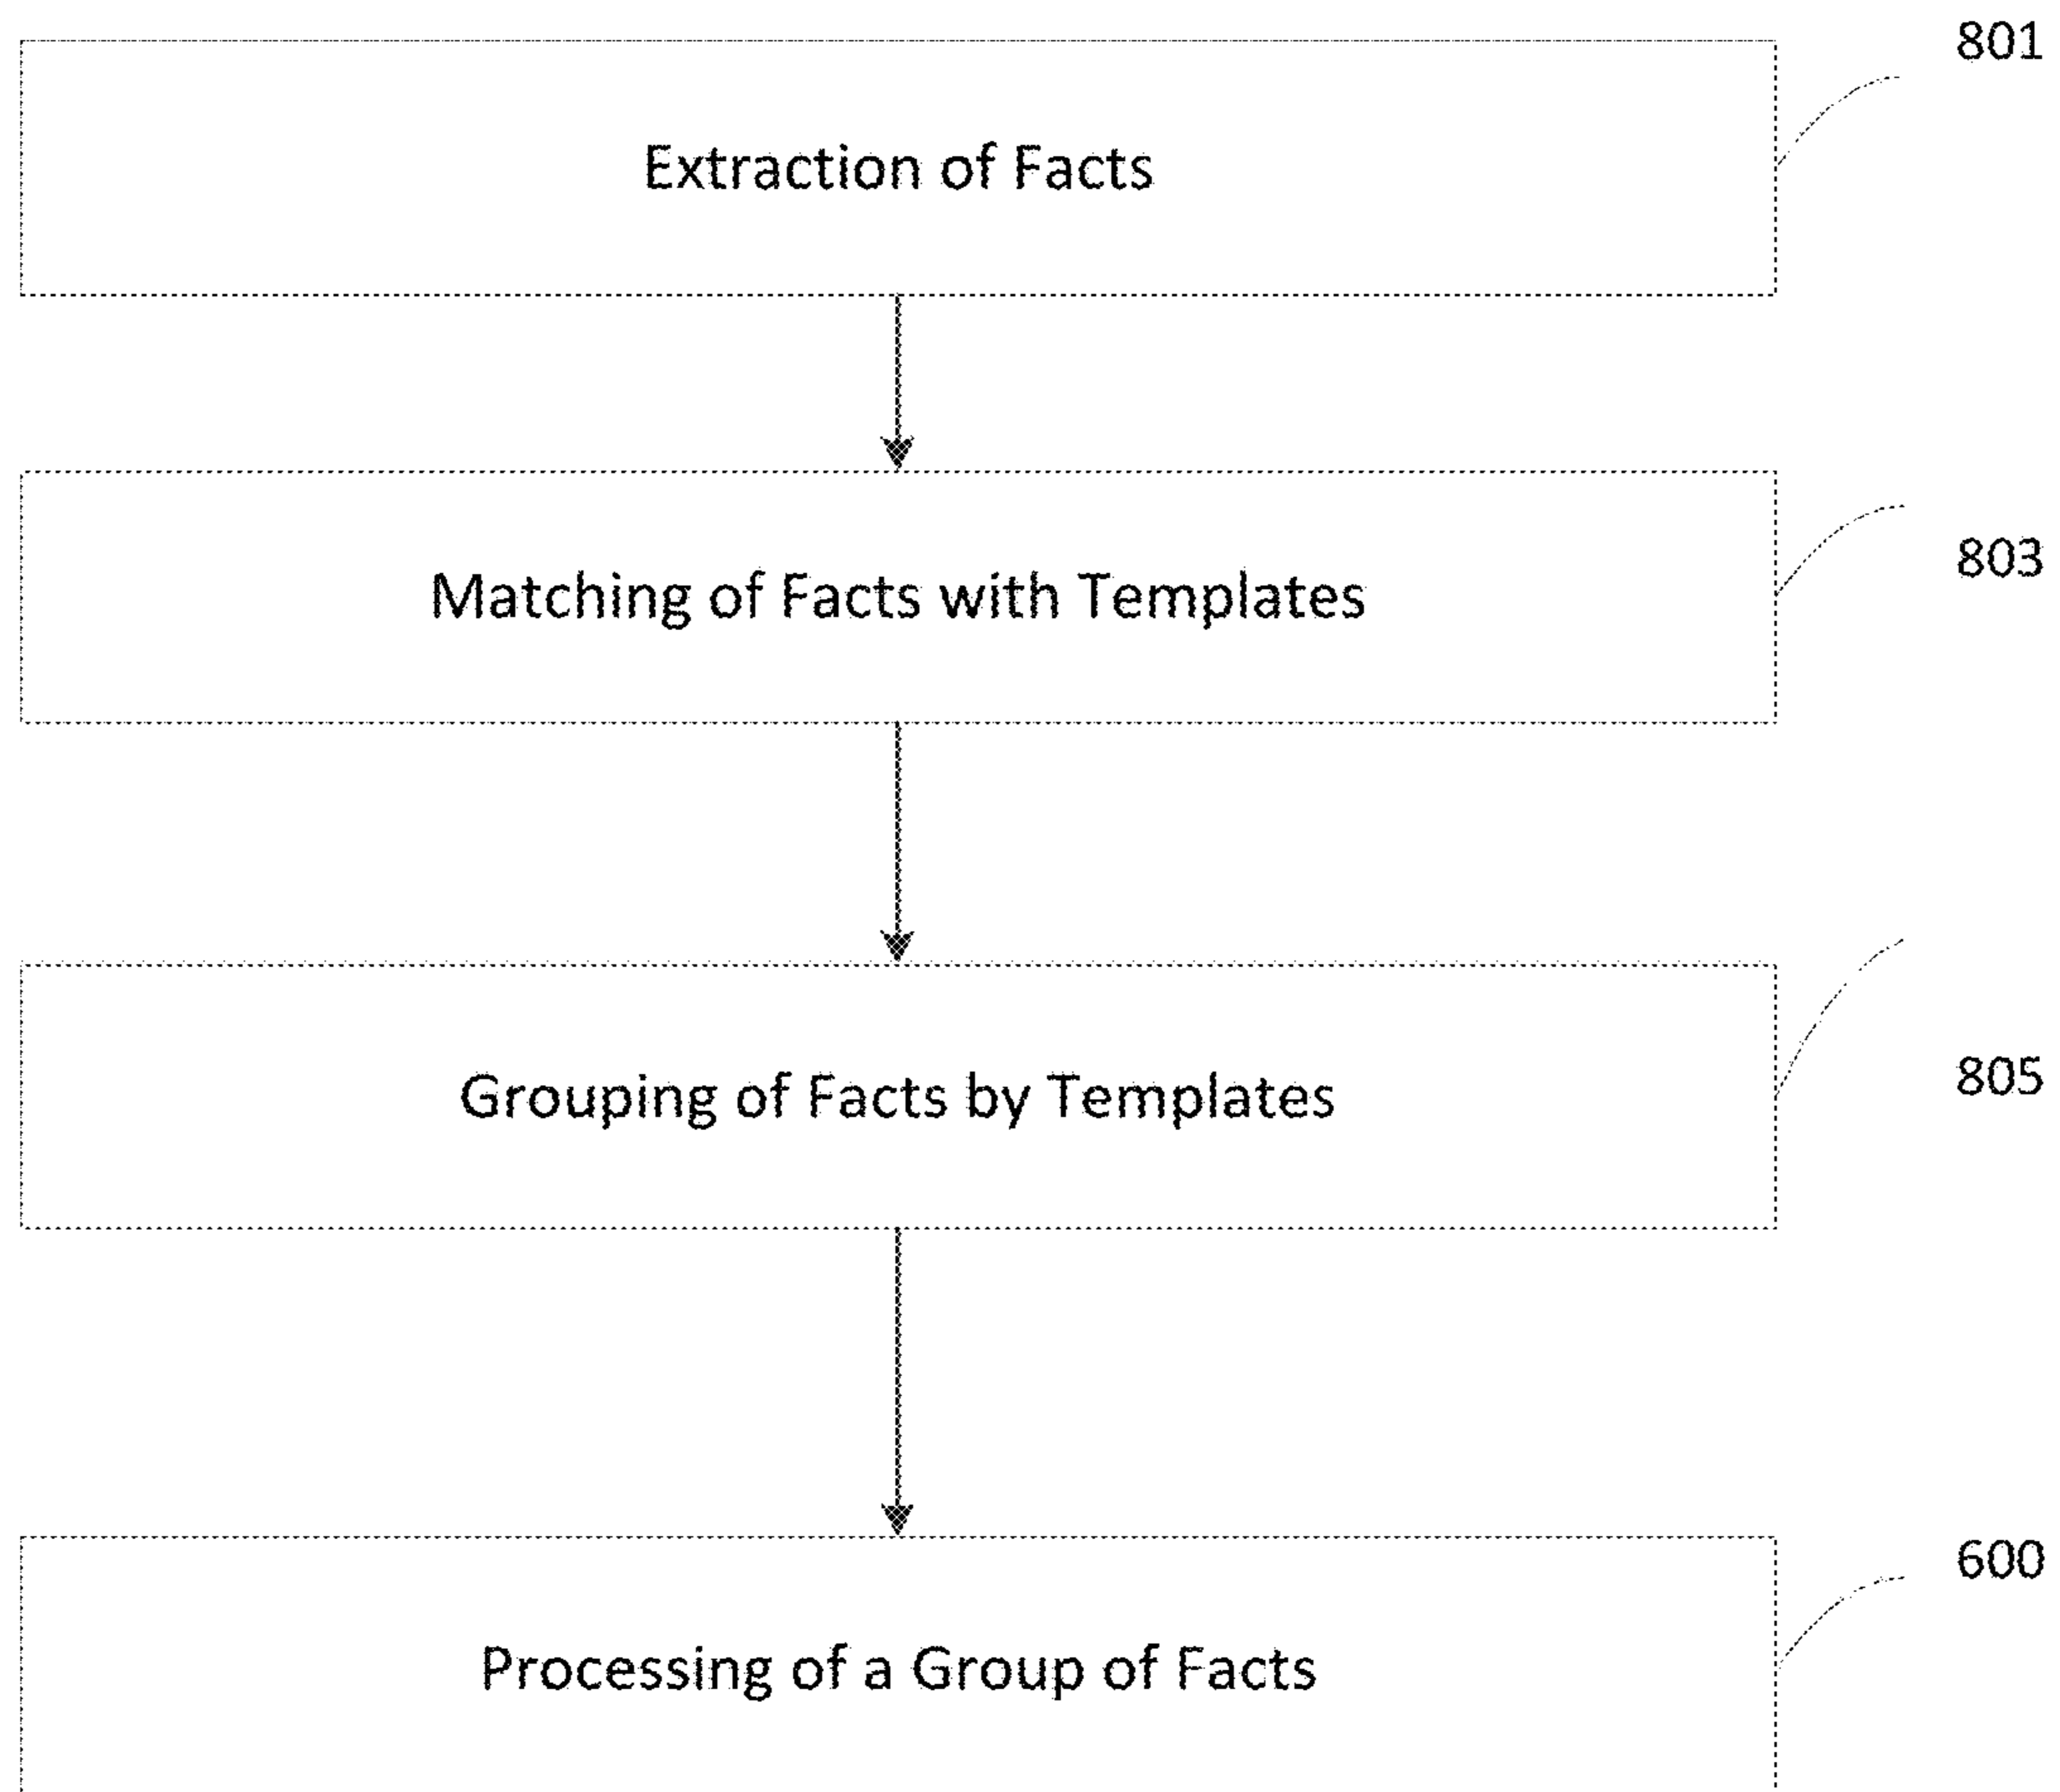 801
Extraction of Facts
Matching of Facts with Templates
803
Grouping of Facts by Templates
805
600
Processing of a Group of Facts